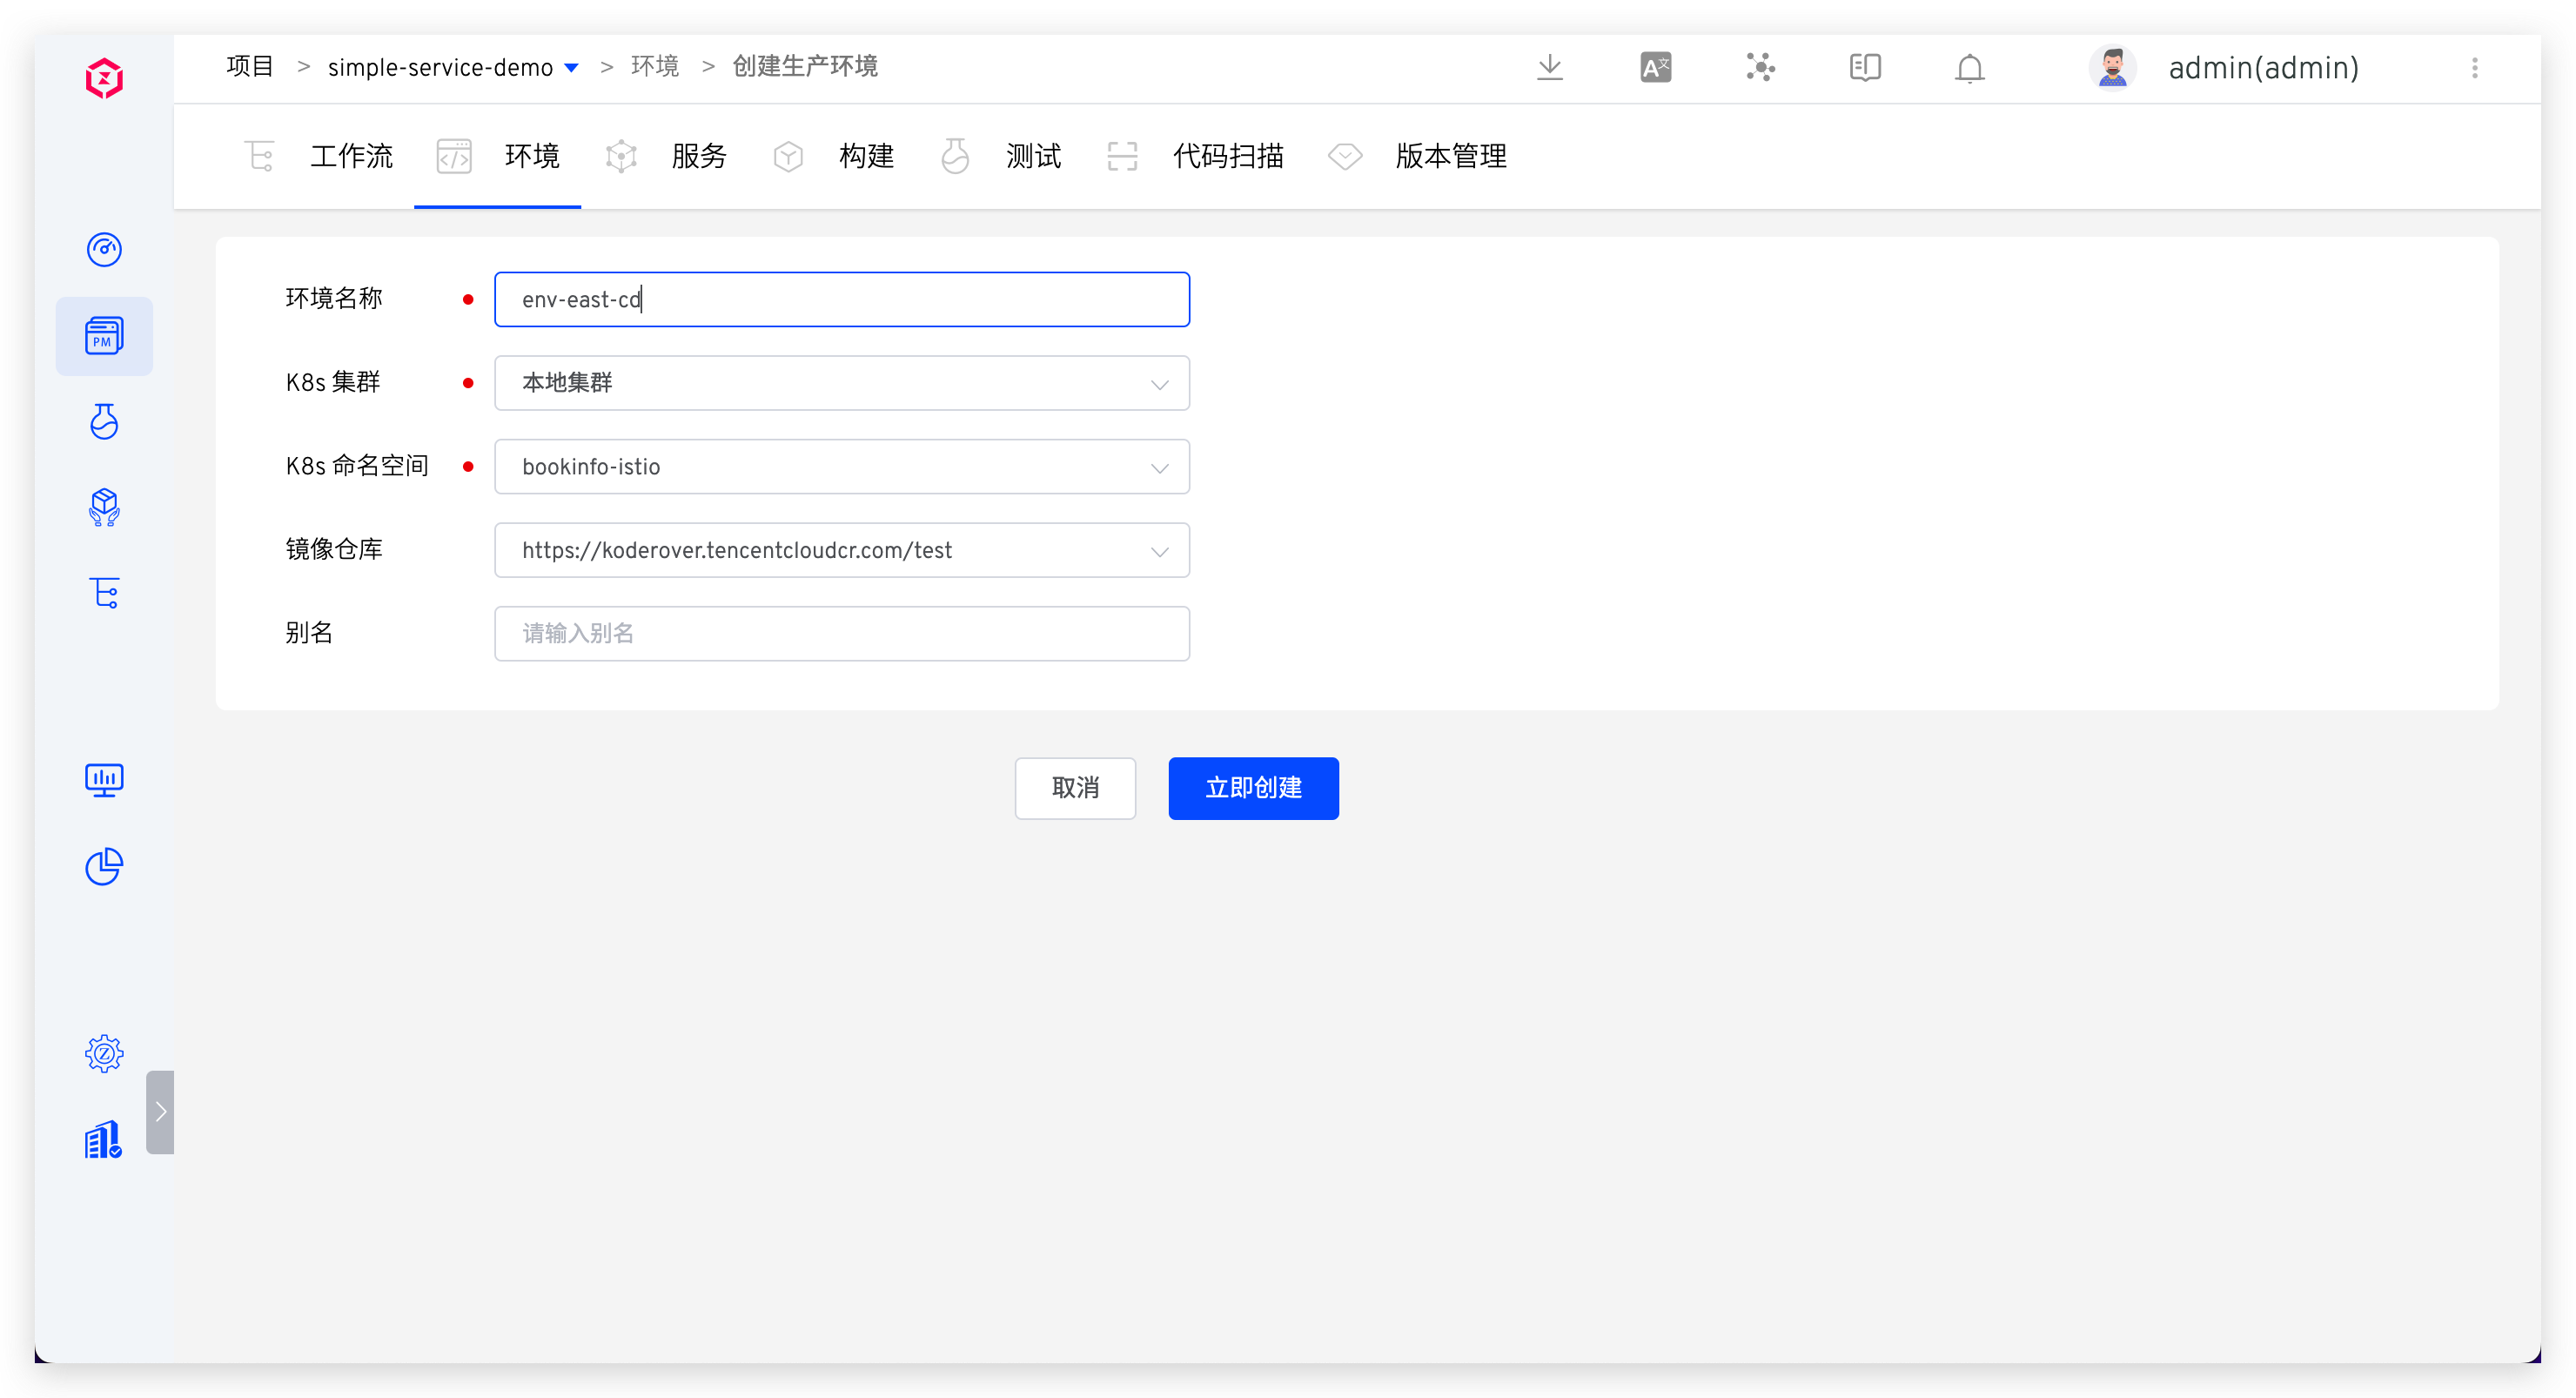 项目 > simple-service-demo > 环境 > 创建生产环境
admin(admin)
工作流 环境 服务 构建 测试 代码扫描 版本管理
PM
环境名称 env-east-cd
K8s 集群 本地集群
K8s 命名空间 bookinfo-istio
镜像仓库 https://koderover.tencentcloudcr.com/test
别名 请输入别名
取消 立即创建